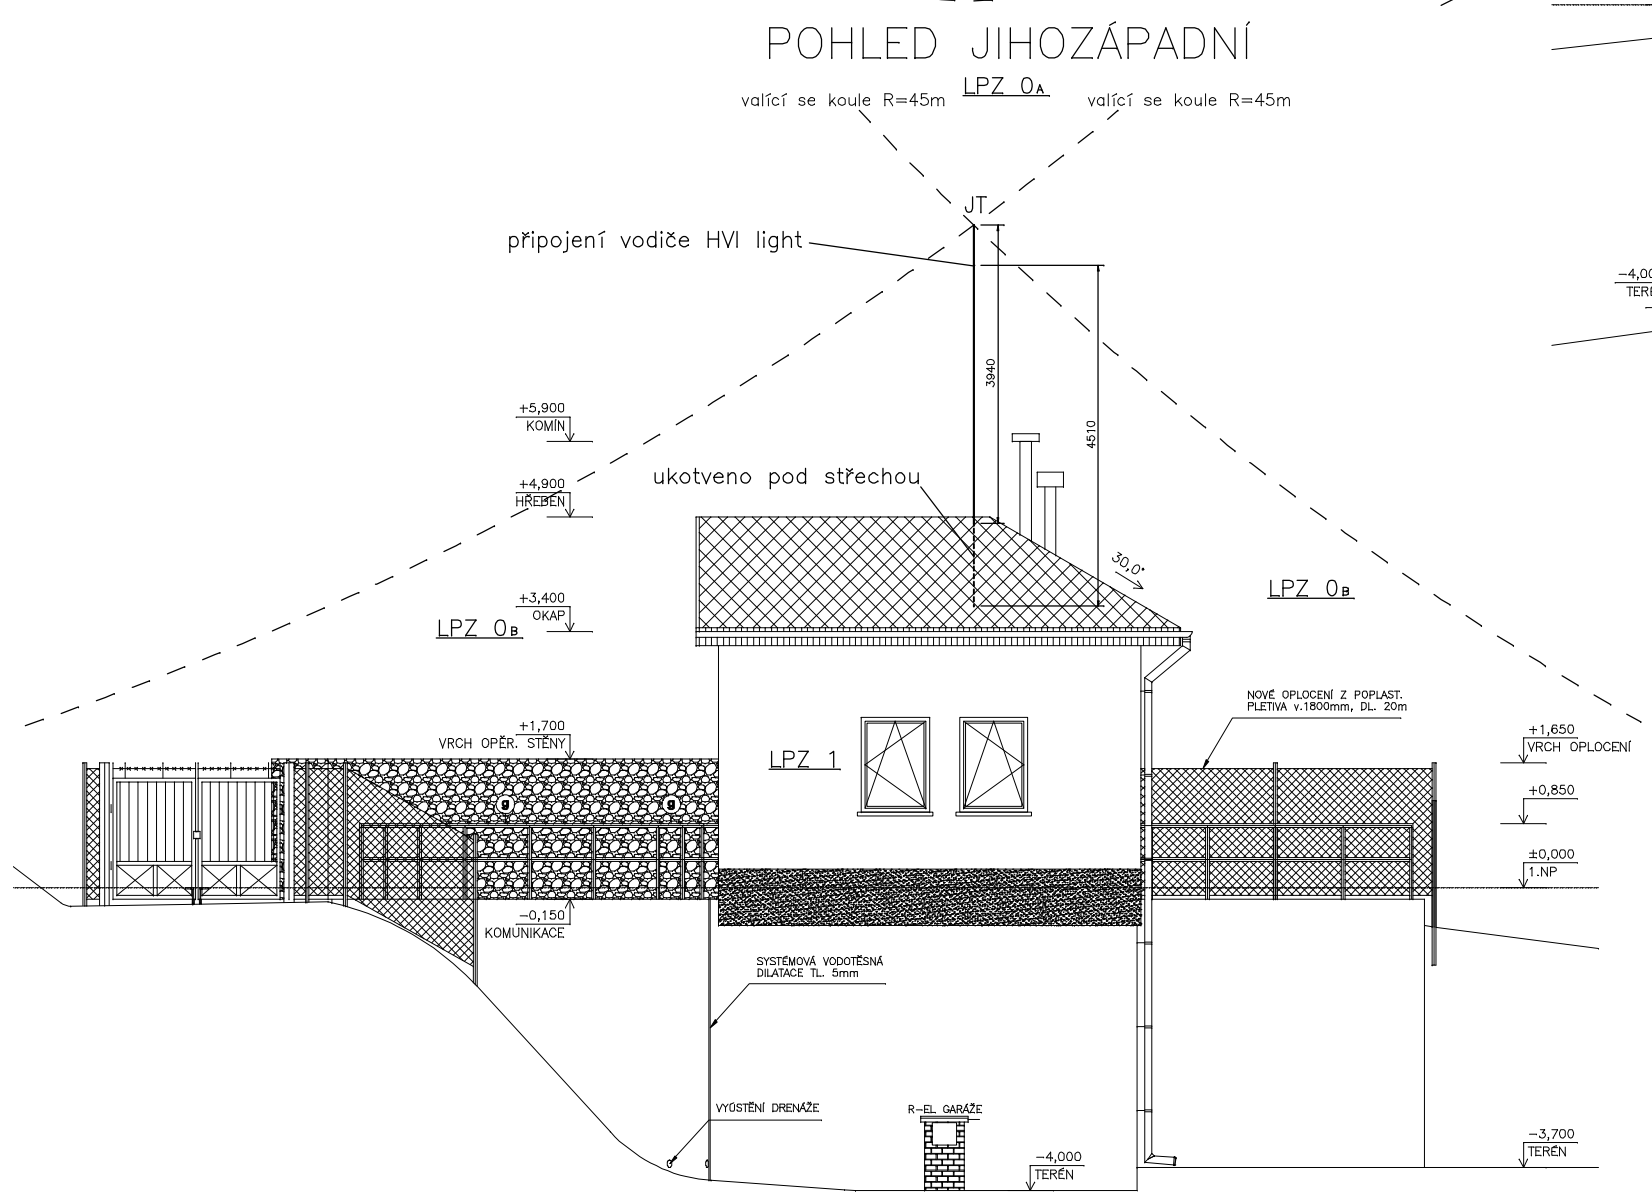 POHLED JIHOZÁPADNÍ
LPZ 0A
valící se koule R=45m
valící se koule R=45m
JT
připojení vodiče HVI light
3940
4510
+5,900
KOMÍN
ukotveno pod střechou
+4,900
HŘEBEN
30,0°
+3,400
OKAP
LPZ 0B
LPZ 0B
NOVÉ OPLOCENÍ Z POPLAST.
PLETIVA v.1800mm, DL. 20m
+1,700
VRCH OPĚR. STĚNY
LPZ 1
+1,650
VRCH OPLOCENÍ
g
g
+0,850
±0,000
1.NP
-0,150
KOMUNIKACE
SYSTÉMOVÁ VODOTĚSNÁ
DILATACE TL. 5mm
VYÚSTĚNÍ DRENÁŽE
R-EL GARÁŽE
-4,000
TERÉN
-3,700
TERÉN